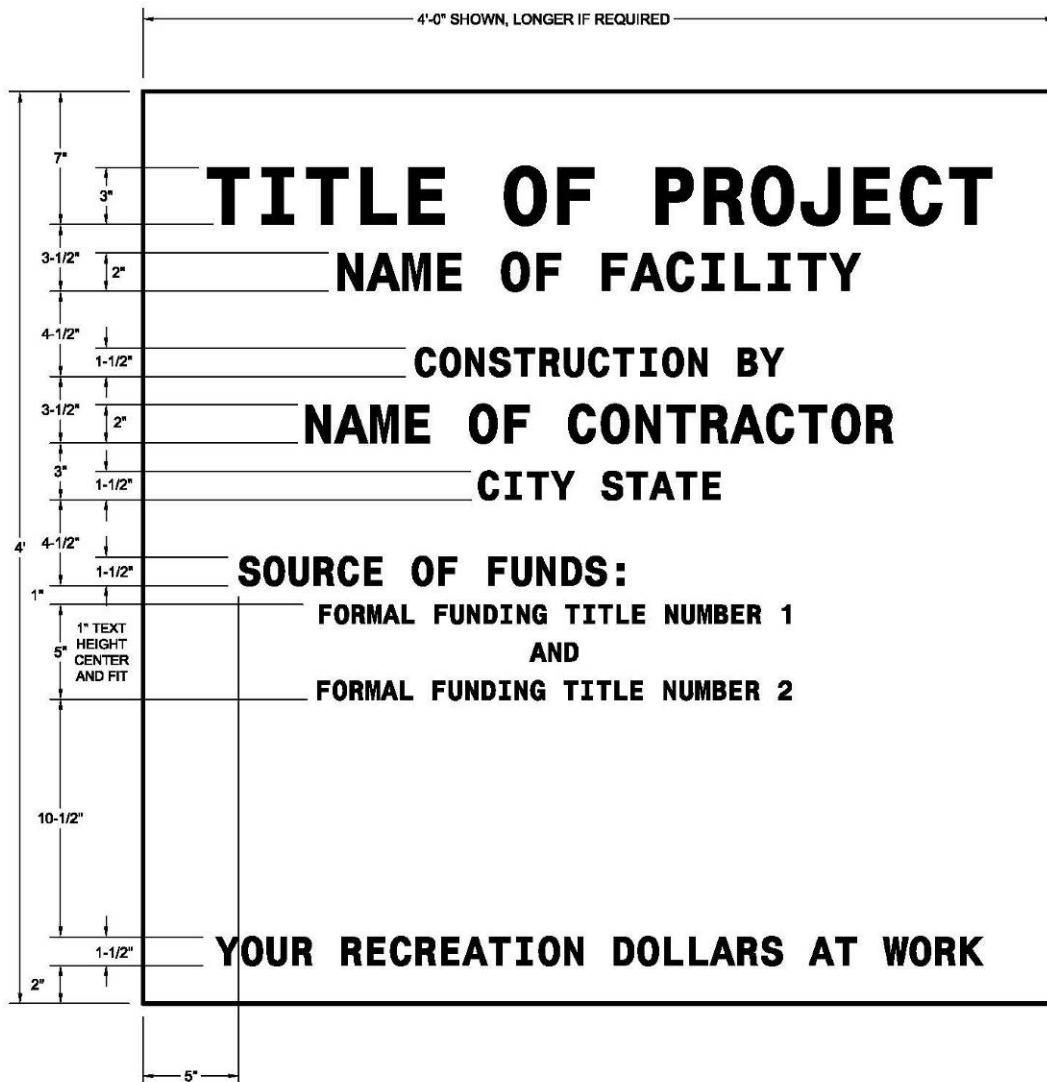 4'-0" SHOWN, LONGER IF REQUIRED
7"
3"
TITLE OF PROJECT
3-1/2"
2"
NAME OF FACILITY
4-1/2"
1-1/2"
CONSTRUCTION BY
3-1/2"
2"
NAME OF CONTRACTOR
3"
1-1/2"
CITY STATE
4'
4-1/2"
1-1/2"
SOURCE OF FUNDS:
1"
FORMAL FUNDING TITLE NUMBER 1
5"
1" TEXT
HEIGHT
CENTER
AND FIT
AND
FORMAL FUNDING TITLE NUMBER 2
10-1/2"
1-1/2"
YOUR RECREATION DOLLARS AT WORK
2"
5"